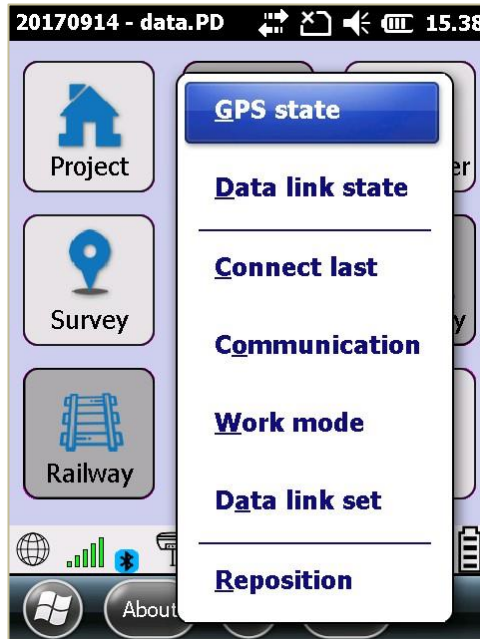 20170914 - data.PD 15.38
Project
Survey
Railway
GPS state
Data link state
Connect last
Communication
Work mode
Data link set
Reposition
About